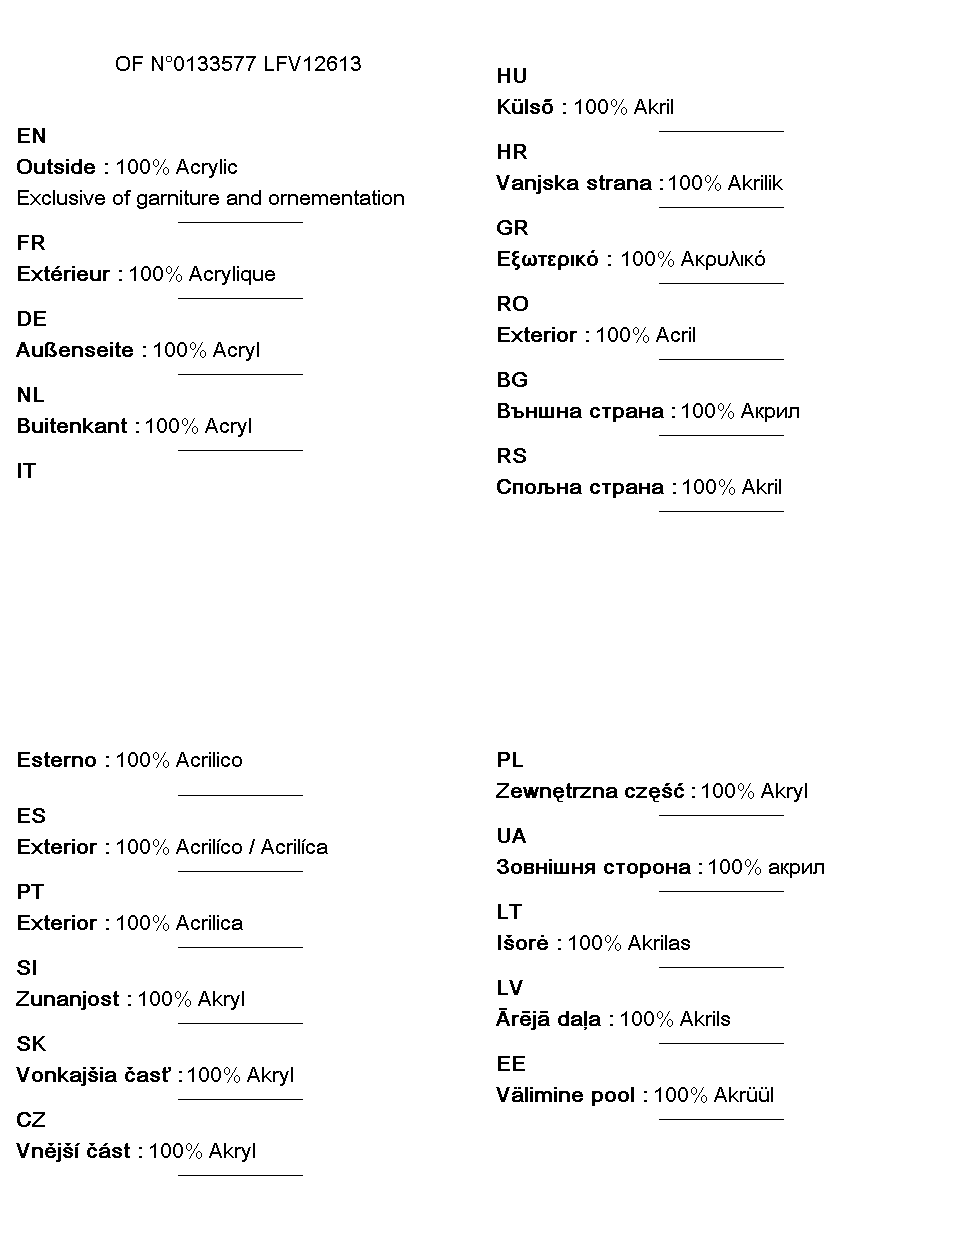 OF N°0133577 LFV12613
EN
Outside : 100% Acrylic
Exclusive of garniture and ornementation
FR
Extérieur : 100% Acrylique
DE
Außenseite : 100% Acryl
NL
Buitenkant : 100% Acryl
IT
Esterno : 100% Acrilico
ES
Exterior : 100% Acrilíco / Acrilíca
PT
Exterior : 100% Acrilica
SI
Zunanjost : 100% Akryl
SK
Vonkajšia časť : 100% Akryl
CZ
Vnější část : 100% Akryl
HU
Külső : 100% Akril
HR
Vanjska strana : 100% Akrilik
GR
Εξωτερικό : 100% Ακρυλικό
RO
Exterior : 100% Acril
BG
Външна страна : 100% Акрил
RS
Спољна страна : 100% Akril
PL
Zewnętrzna część : 100% Akryl
UA
Зовнішня сторона : 100% акрил
LT
Išorė : 100% Akrilas
LV
Ārējā daļa : 100% Akrils
EE
Välimine pool : 100% Akrüül